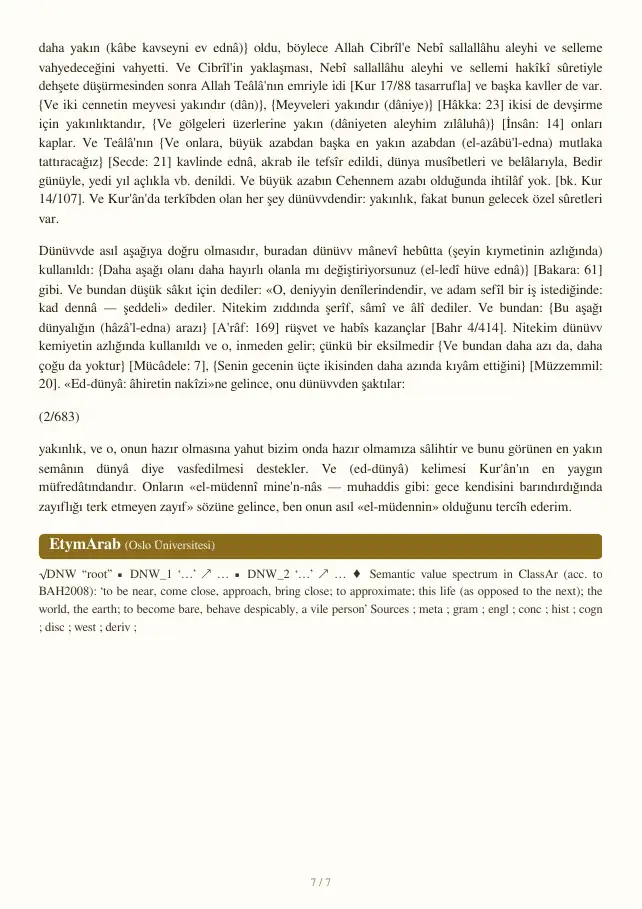 daha yakın (kâbe kavseyni ev ednâ)} oldu, böylece Allah Cibrîl'e Nebî sallallâhu aleyhi ve selleme
vahyedeceğini vahyetti. Ve Cibrîl'in yaklaşması, Nebî sallallâhu aleyhi ve sellemi hakîkî sûretiyle
dehşete düşürmesinden sonra Allah Teâlâ'nın emriyle idi [Kur 17/88 tasarrufla] ve başka kavller de var.
{Ve iki cennetin meyvesi yakındır (dân)}, {Meyveleri yakındır (dâniye)} [Hâkka: 23] ikisi de devşirme
için yakınlıktandır, {Ve gölgeleri üzerlerine yakın (dâniyeten aleyhim zılâluhâ)} [İnsân: 14] onları
kaplar. Ve Teâlâ'nın {Ve onlara, büyük azabdan başka en yakın azabdan (el-azâbü'l-edna) mutlaka
tattıracağız} [Secde: 21] kavlinde ednâ, akrab ile tefsîr edildi, dünya musîbetleri ve belâlarıyla, Bedir
günüyle, yedi yıl açlıkla vb. denildi. Ve büyük azabın Cehennem azabı olduğunda ihtilâf yok. [bk. Kur
14/107]. Ve Kur'ân'da terkîbden olan her şey dünüvvdendir: yakınlık, fakat bunun gelecek özel sûretleri
var.
Dünüvvde asıl aşağıya doğru olmasıdır, buradan dünüvv mânevî hebûtta (şeyin kıymetinin azlığında)
kullanıldı: {Daha aşağı olanı daha hayırlı olanla mı değiştiriyorsunuz (el-ledî hüve ednâ)} [Bakara: 61]
gibi. Ve bundan düşük sâkıt için dediler: «O, deniyyin denîlerindendir, ve adam sefîl bir iş istediğinde:
kad dennâ — şeddeli» dediler. Nitekim zıddında şerîf, sâmî ve âlî dediler. Ve bundan: {Bu aşağı
dünyalığın (hâzâ'l-edna) arazı} [A'râf: 169] rüşvet ve habîs kazançlar [Bahr 4/414]. Nitekim dünüvv
kemiyetin azlığında kullanıldı ve o, inmeden gelir; çünkü bir eksilmedir {Ve bundan daha azı da, daha
çoğu da yoktur} [Mücâdele: 7], {Senin gecenin üçte ikisinden daha azında kıyâm ettiğini} [Müzzemmil:
20]. «Ed-dünyâ: âhiretin nakîzi»ne gelince, onu dünüvvden şaktılar:
(2/683)
yakınlık, ve o, onun hazır olmasına yahut bizim onda hazır olmamıza sâlihtir ve bunu görünen en yakın
semânın dünyâ diye vasfedilmesi destekler. Ve (ed-dünyâ) kelimesi Kur'ân'ın en yaygın
müfredâtındandır. Onların «el-müdennî mine'n-nâs — muhaddis gibi: gece kendisini barındırdığında
zayıflığı terk etmeyen zayıf» sözüne gelince, ben onun asıl «el-müdennin» olduğunu tercîh ederim.
EtymArab (Oslo Üniversitesi)
√DNW “root” ▪ DNW_1 ‘…’ ↗ … ▪ DNW_2 ‘…’ ↗ … ♦ Semantic value spectrum in ClassAr (acc. to
BAH2008): ‘to be near, come close, approach, bring close; to approximate; this life (as opposed to the next); the
world, the earth; to become bare, behave despicably, a vile person’ Sources ; meta ; gram ; engl ; conc ; hist ; cogn
; disc ; west ; deriv ;
7 / 7